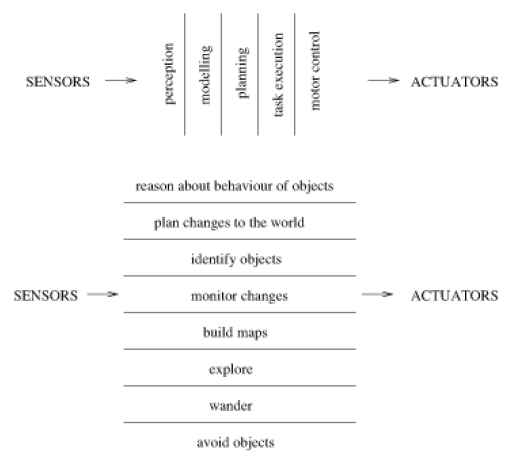 SENSORS
perception
modelling
planning
task execution
motor control
ACTUATORS
reason about behaviour of objects
plan changes to the world
identify objects
SENSORS
monitor changes
ACTUATORS
build maps
explore
wander
avoid objects